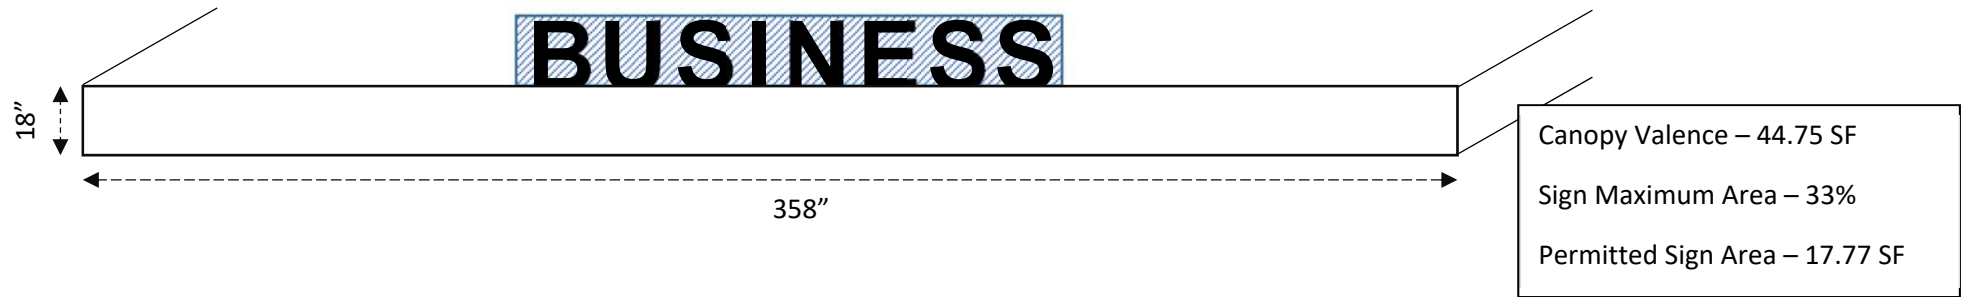 BUSINESS
18”
358”
Canopy Valence – 44.75 SF
Sign Maximum Area – 33%
Permitted Sign Area – 17.77 SF